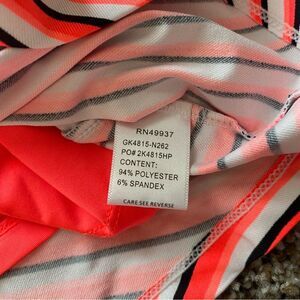 RN49937
GK4815-N262
PO# 2K4815HP
CONTENT:
94% POLYESTER
6% SPANDEX
CARE SEE REVERSE